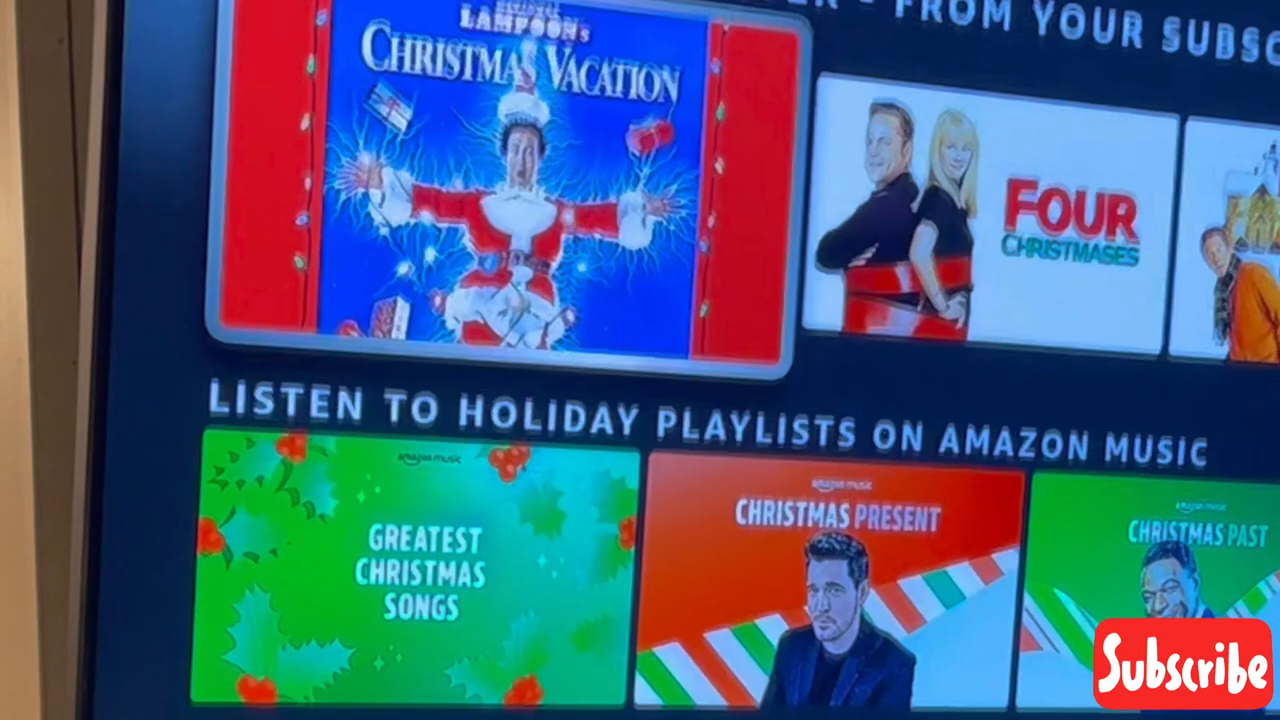 - FROM YOUR
NATIONAL
LAMPOON'S
CHRISTMAS VACATION
FOUR
CHRISTMASES
LISTEN TO HOLIDAY PLAYLISTS ON AMAZON MUSIC
amazon music
GREATEST
CHRISTMAS
SONGS
amazon music
CHRISTMAS PRESENT
amazon music
CHRISTMAS PAST
Subscribe